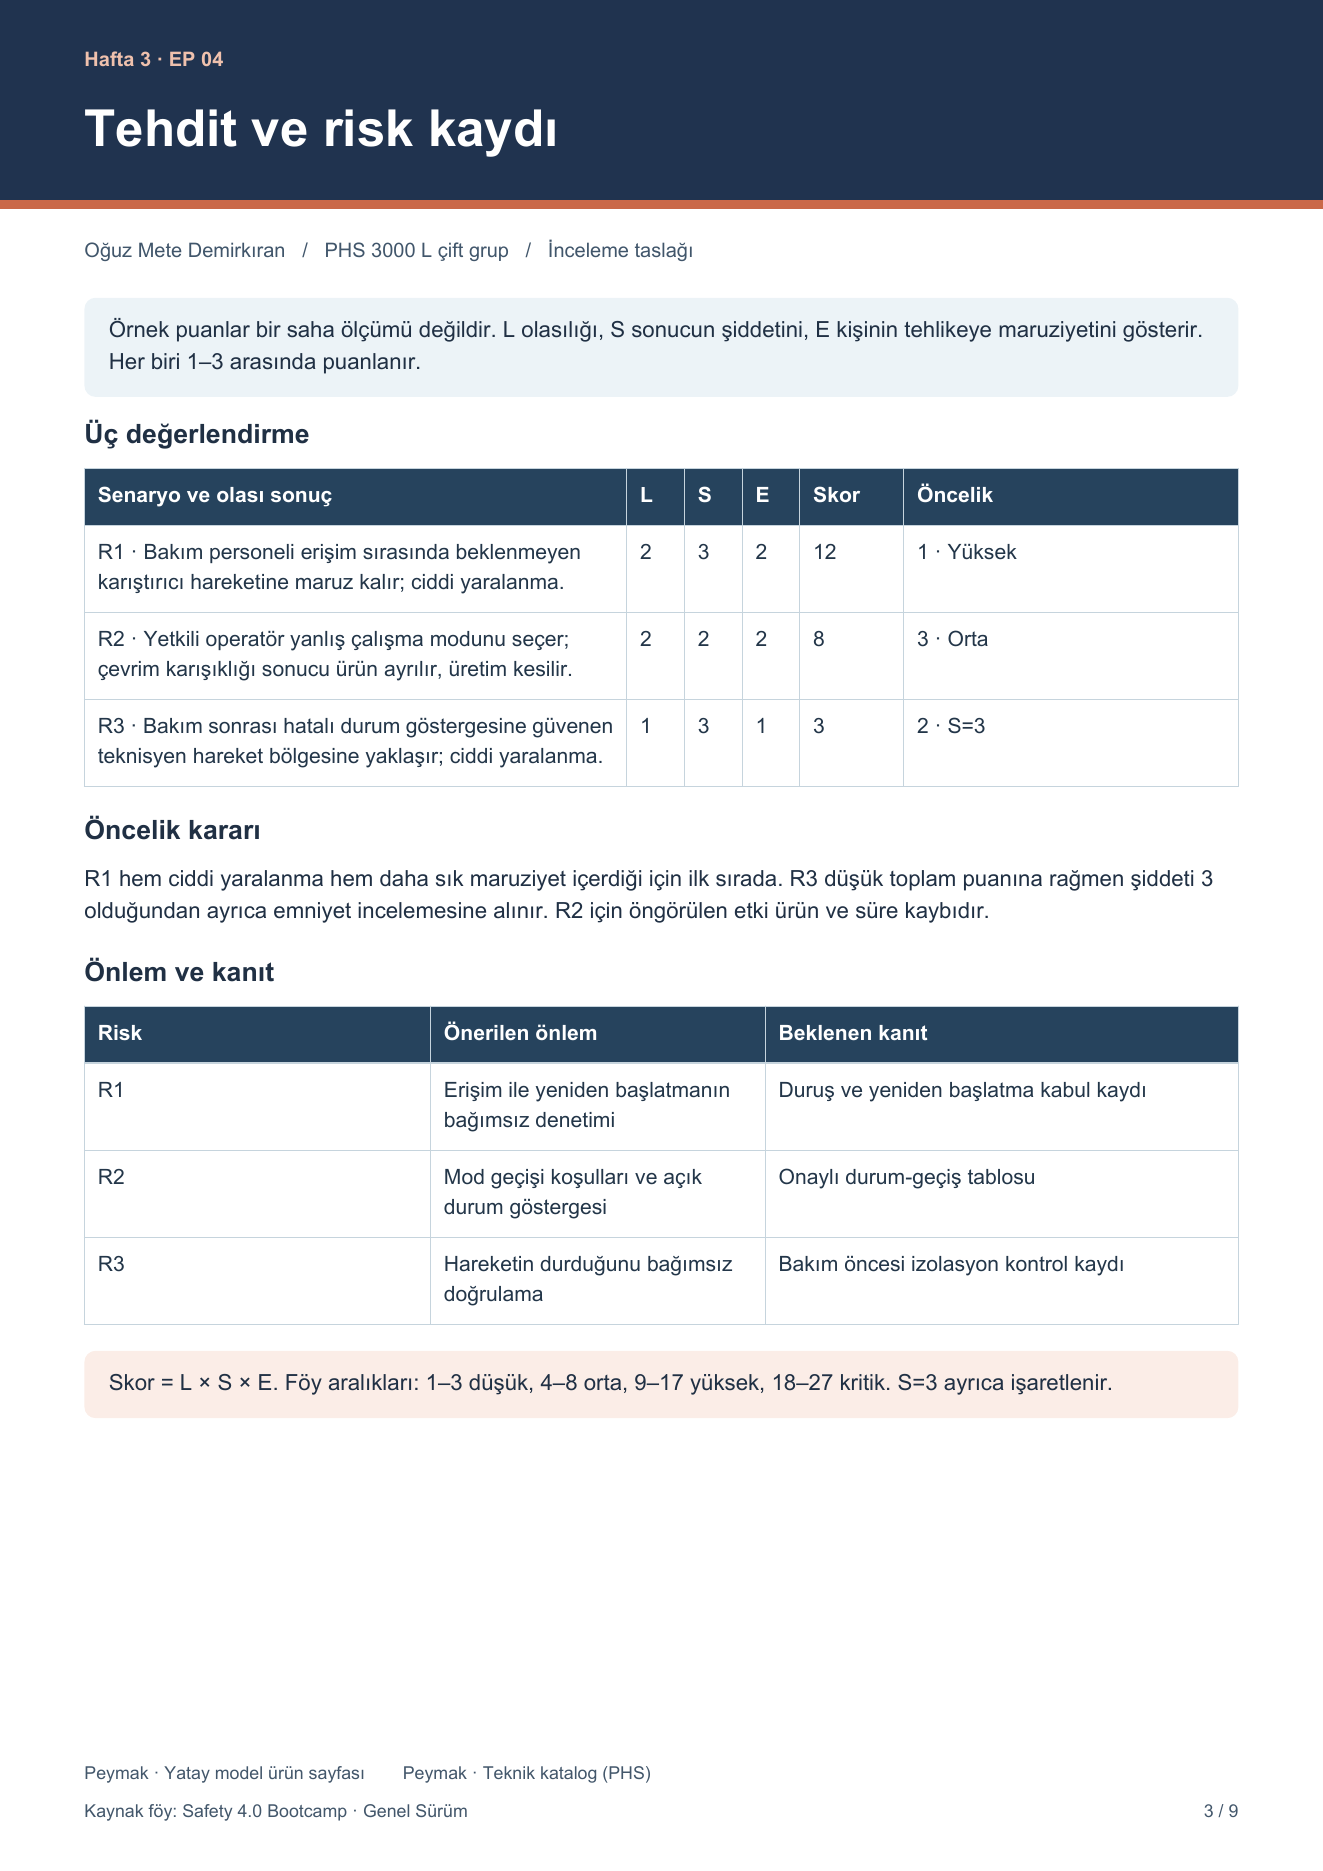 Hafta 3 · EP 04
Tehdit ve risk kaydı
Oğuz Mete Demirkıran / PHS 3000 L çift grup / İnceleme taslağı
Örnek puanlar bir saha ölçümü değildir. L olasılığı, S sonucun şiddetini, E kişinin tehlikeye maruziyetini gösterir.
Her biri 1–3 arasında puanlanır.
Üç değerlendirme
Senaryo ve olası sonuç L S E Skor Öncelik
R1 · Bakım personeli erişim sırasında beklenmeyen 2 3 2 12 1 · Yüksek
karıştırıcı hareketine maruz kalır; ciddi yaralanma.
R2 · Yetkili operatör yanlış çalışma modunu seçer; 2 2 2 8 3 · Orta
çevrim karışıklığı sonucu ürün ayrılır, üretim kesilir.
R3 · Bakım sonrası hatalı durum göstergesine güvenen 1 3 1 3 2 · S=3
teknisyen hareket bölgesine yaklaşır; ciddi yaralanma.
Öncelik kararı
R1 hem ciddi yaralanma hem daha sık maruziyet içerdiği için ilk sırada. R3 düşük toplam puanına rağmen şiddeti 3
olduğundan ayrıca emniyet incelemesine alınır. R2 için öngörülen etki ürün ve süre kaybıdır.
Önlem ve kanıt
Risk Önerilen önlem Beklenen kanıt
R1 Erişim ile yeniden başlatmanın Duruş ve yeniden başlatma kabul kaydı
bağımsız denetimi
R2 Mod geçişi koşulları ve açık Onaylı durum-geçiş tablosu
durum göstergesi
R3 Hareketin durduğunu bağımsız Bakım öncesi izolasyon kontrol kaydı
doğrulama
Skor = L × S × E. Föy aralıkları: 1–3 düşük, 4–8 orta, 9–17 yüksek, 18–27 kritik. S=3 ayrıca işaretlenir.
Peymak · Yatay model ürün sayfası Peymak · Teknik katalog (PHS)
Kaynak föy: Safety 4.0 Bootcamp · Genel Sürüm 3 / 9